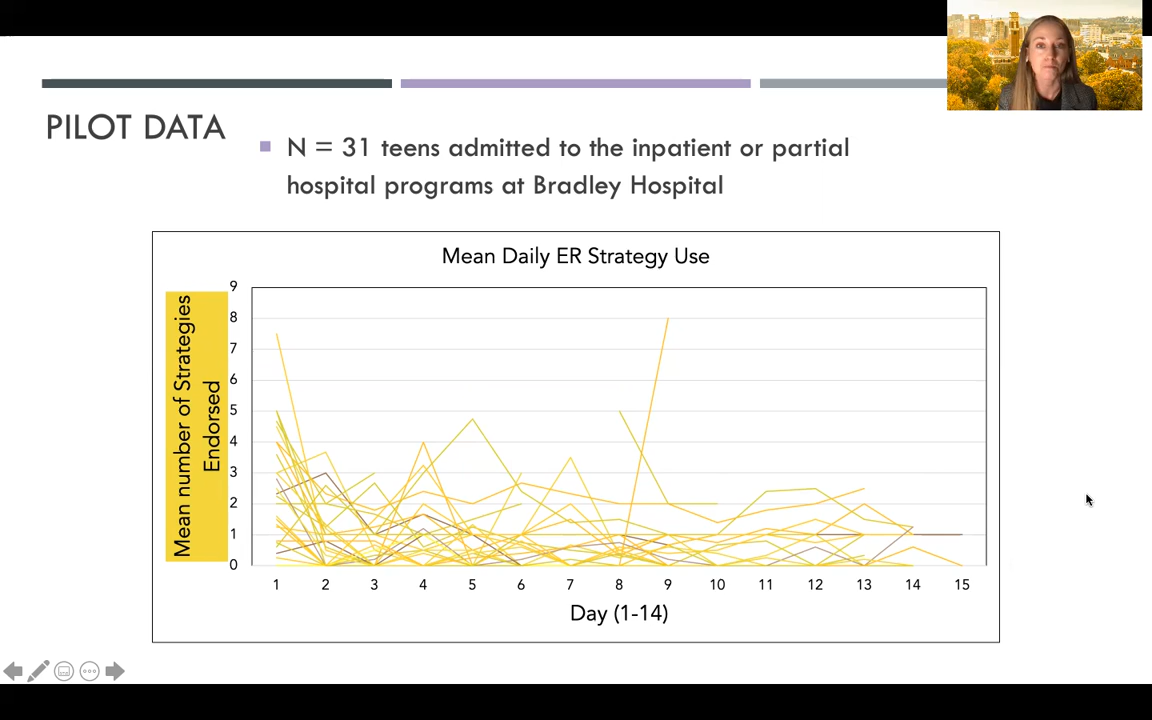 PILOT DATA
N = 31 teens admitted to the inpatient or partial
hospital programs at Bradley Hospital
Mean Daily ER Strategy Use
Mean number of Strategies
Endorsed
9
8
7
6
5
4
3
2
1
0
1 2 3 4 5 6 7 8 9 10 11 12 13 14 15
Day (1-14)